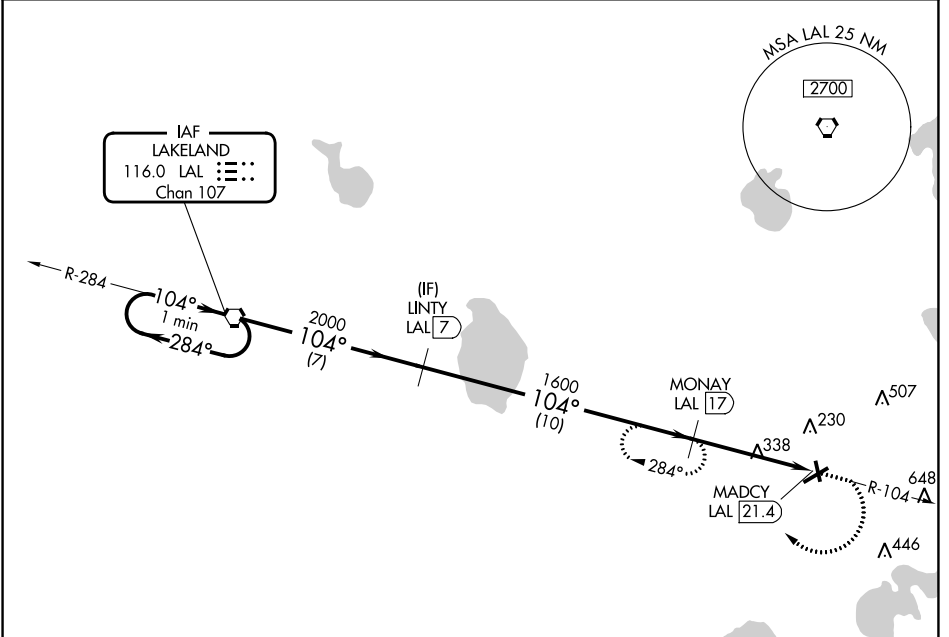 MSA LAL 25 NM
2700
IAF
LAKELAND
116.0 LAL
Chan 107
R-284
104°
1 min
284°
2000
104°
(7)
(IF)
LINTY
LAL 7
1600
104°
(10)
MONAY
LAL 17
284°
507
230
338
MADCY
LAL 21.4
R-104
648
446